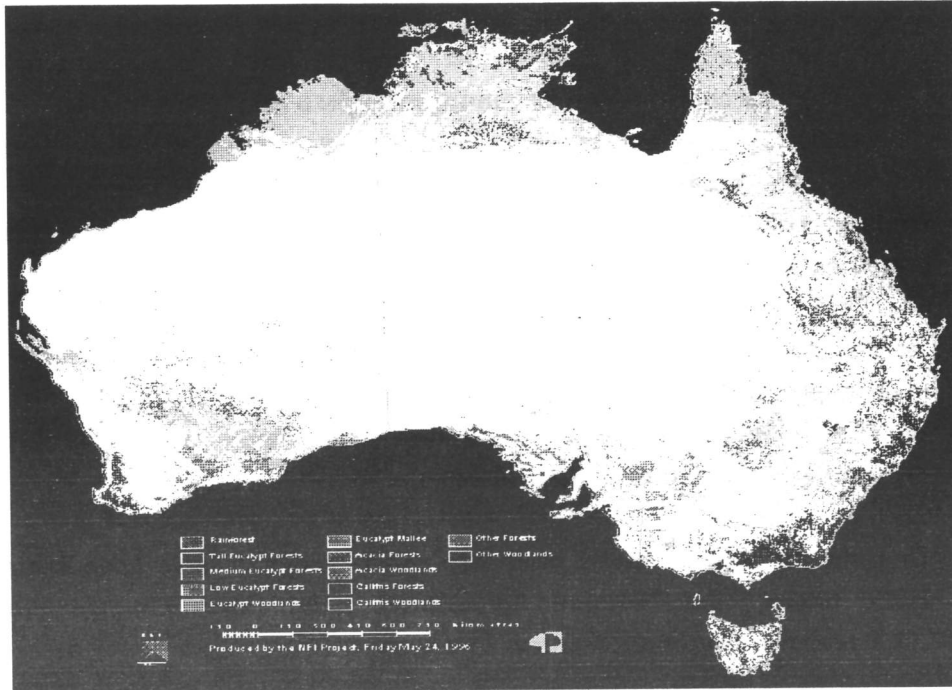 Rainforest
Tall Eucalypt Forests
Medium Eucalypt Forests
Low Eucalypt Forests
Eucalypt Woodlands
Eucalypt Mallee
Acacia Forests
Acacia Woodlands
Callitris Forests
Callitris Woodlands
Other Forests
Other Woodlands
Kilometres
Produced by the NFI Project, Friday May 24, 1996